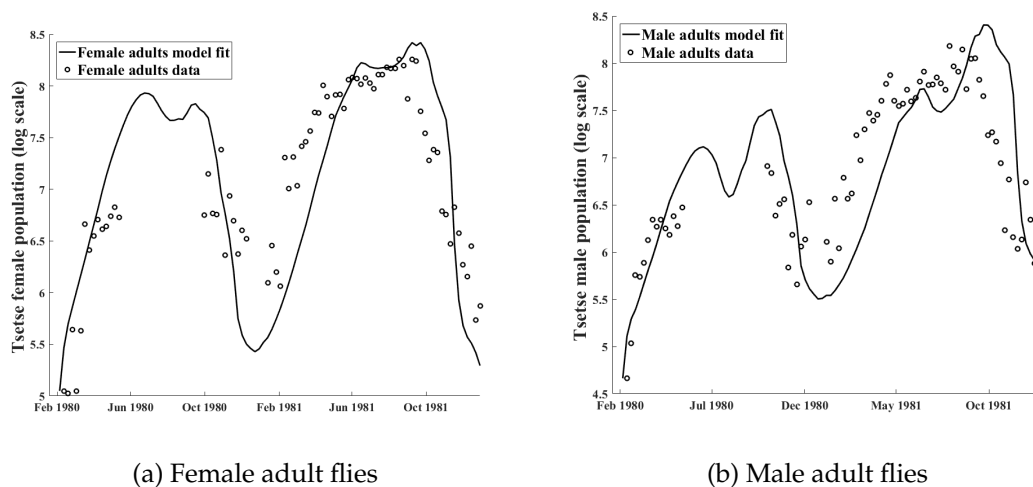 8.5
Female adults model fit
Female adults data
8
7.5
7
6.5
6
5.5
5
Tsetse female population (log scale)
Feb 1980 Jun 1980 Oct 1980 Feb 1981 Jun 1981 Oct 1981
(a) Female adult flies
8.5
Male adults model fit
Male adults data
8
7.5
7
6.5
6
5.5
5
4.5
Tsetse male population (log scale)
Feb 1980 Jul 1980 Dec 1980 May 1981 Oct 1981
(b) Male adult flies